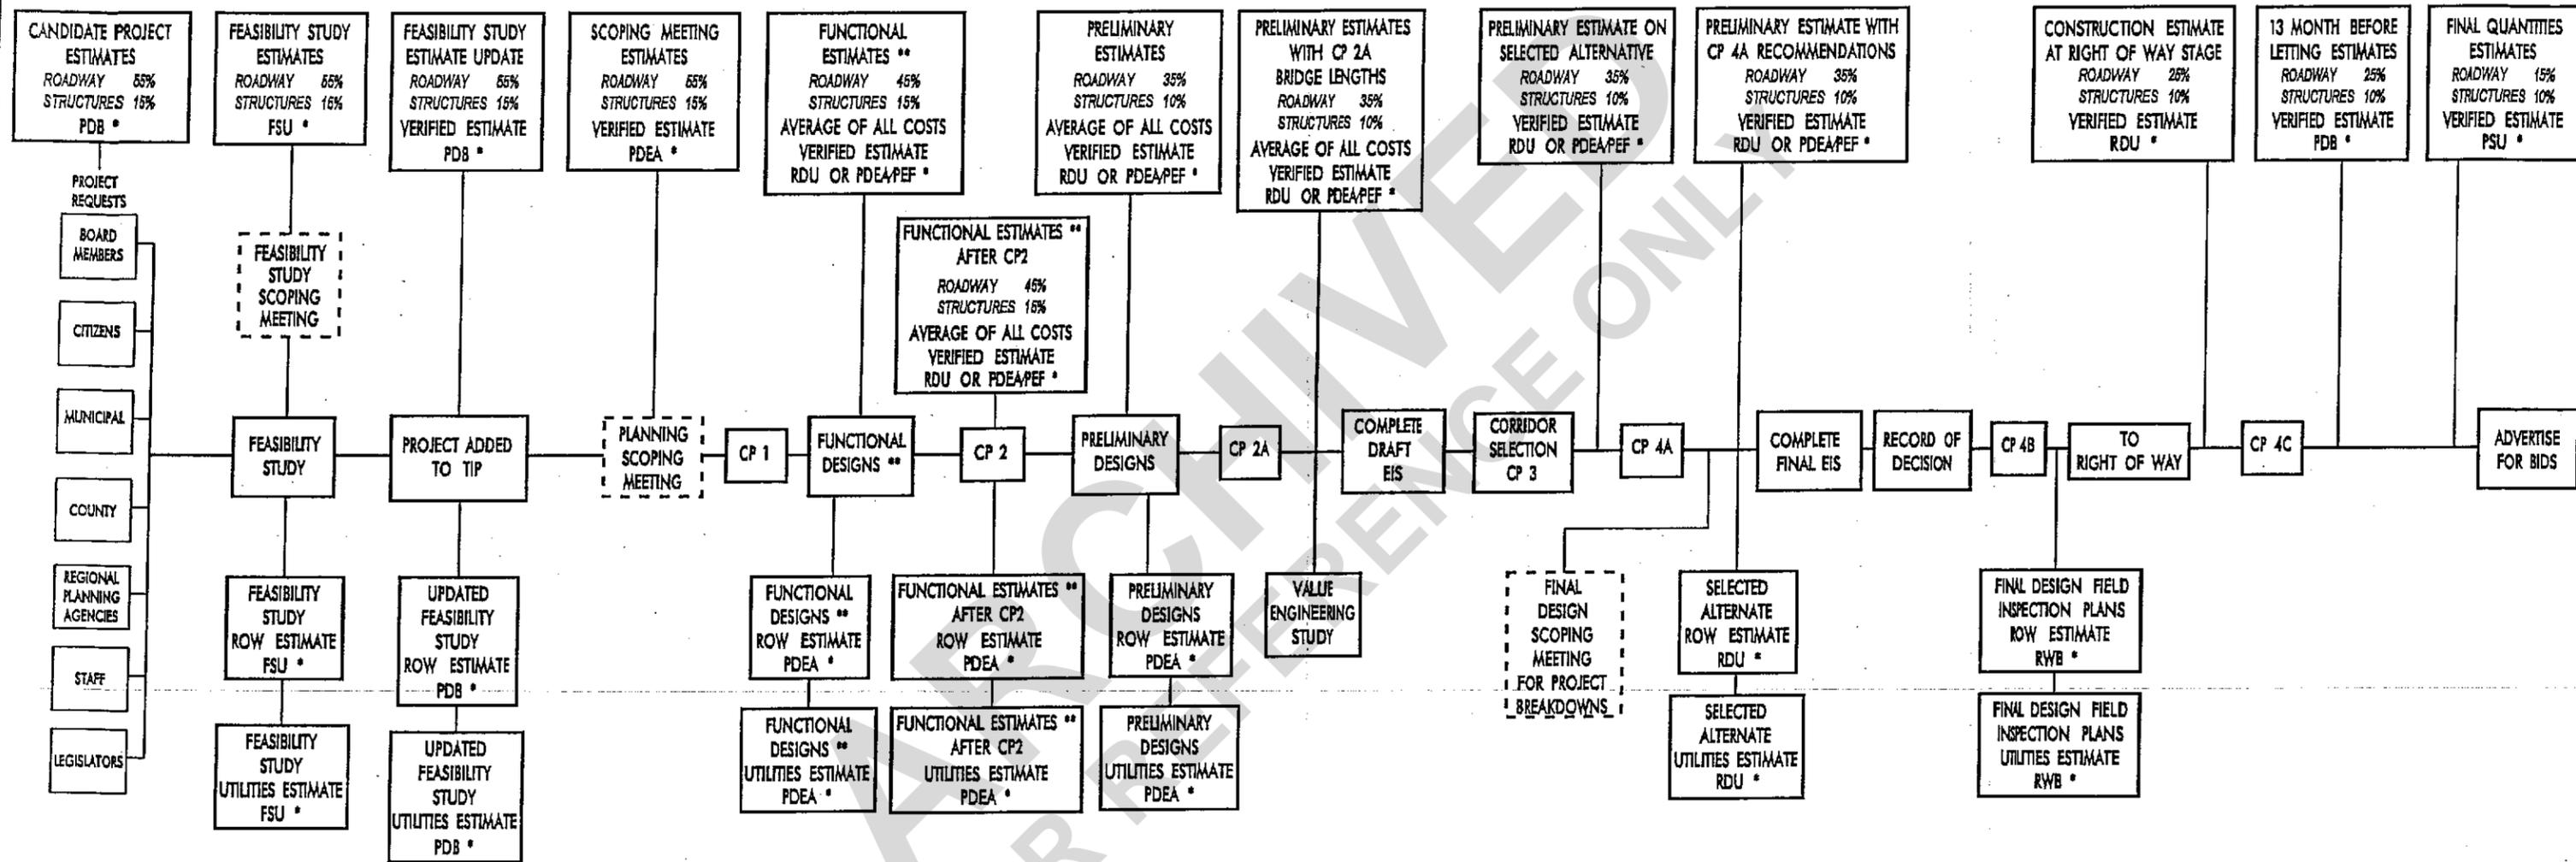 CANDIDATE PROJECT
ESTIMATES
ROADWAY 55%
STRUCTURES 15%
PDB *
FEASIBILITY STUDY
ESTIMATES
ROADWAY 55%
STRUCTURES 15%
FSU *
FEASIBILITY STUDY
ESTIMATE UPDATE
ROADWAY 55%
STRUCTURES 15%
VERIFIED ESTIMATE
PDB *
SCOPING MEETING
ESTIMATES
ROADWAY 55%
STRUCTURES 15%
VERIFIED ESTIMATE
PDEA *
FUNCTIONAL
ESTIMATES **
ROADWAY 45%
STRUCTURES 15%
AVERAGE OF ALL COSTS
VERIFIED ESTIMATE
RDU OR PDEA/PEF *
PRELIMINARY
ESTIMATES
ROADWAY 35%
STRUCTURES 10%
AVERAGE OF ALL COSTS
VERIFIED ESTIMATE
RDU OR PDEA/PEF *
PRELIMINARY ESTIMATES
WITH CP 2A
BRIDGE LENGTHS
ROADWAY 35%
STRUCTURES 10%
AVERAGE OF ALL COSTS
VERIFIED ESTIMATE
RDU OR PDEA/PEF *
PRELIMINARY ESTIMATE ON
SELECTED ALTERNATIVE
ROADWAY 35%
STRUCTURES 10%
VERIFIED ESTIMATE
RDU OR PDEA/PEF *
PRELIMINARY ESTIMATE WITH
CP 4A RECOMMENDATIONS
ROADWAY 35%
STRUCTURES 10%
VERIFIED ESTIMATE
RDU OR PDEA/PEF *
CONSTRUCTION ESTIMATE
AT RIGHT OF WAY STAGE
ROADWAY 25%
STRUCTURES 10%
VERIFIED ESTIMATE
RDU *
13 MONTH BEFORE
LETTING ESTIMATES
ROADWAY 25%
STRUCTURES 10%
VERIFIED ESTIMATE
PDB *
FINAL QUANTITIES
ESTIMATES
ROADWAY 15%
STRUCTURES 10%
VERIFIED ESTIMATE
PSU *
PROJECT
REQUESTS
BOARD
MEMBERS
CITIZENS
MUNICIPAL
COUNTY
REGIONAL
PLANNING
AGENCIES
STAFF
LEGISLATORS
FEASIBILITY
STUDY
SCOPING
MEETING
FUNCTIONAL ESTIMATES **
AFTER CP2
ROADWAY 45%
STRUCTURES 15%
AVERAGE OF ALL COSTS
VERIFIED ESTIMATE
RDU OR PDEA/PEF *
FEASIBILITY
STUDY
PROJECT ADDED
TO TIP
PLANNING
SCOPING
MEETING
CP 1
FUNCTIONAL
DESIGNS **
CP 2
PRELIMINARY
DESIGNS
CP 2A
COMPLETE
DRAFT
EIS
CORRIDOR
SELECTION
CP 3
CP 4A
COMPLETE
FINAL EIS
RECORD OF
DECISION
CP 4B
TO
RIGHT OF WAY
CP 4C
ADVERTISE
FOR BIDS
FEASIBILITY
STUDY
ROW ESTIMATE
FSU *
UPDATED
FEASIBILITY
STUDY
ROW ESTIMATE
PDB *
FUNCTIONAL
DESIGNS **
ROW ESTIMATE
PDEA *
FUNCTIONAL ESTIMATES **
AFTER CP2
ROW ESTIMATE
PDEA *
PRELIMINARY
DESIGNS
ROW ESTIMATE
PDEA *
VALUE
ENGINEERING
STUDY
FINAL
DESIGN
SCOPING
MEETING
FOR PROJECT
BREAKDOWNS
SELECTED
ALTERNATE
ROW ESTIMATE
RDU *
FINAL DESIGN FIELD
INSPECTION PLANS
ROW ESTIMATE
RWB *
FEASIBILITY
STUDY
UTILITIES ESTIMATE
FSU *
UPDATED
FEASIBILITY
STUDY
UTILITIES ESTIMATE
PDB *
FUNCTIONAL
DESIGNS **
UTILITIES ESTIMATE
PDEA *
FUNCTIONAL ESTIMATES **
AFTER CP2
UTILITIES ESTIMATE
PDEA *
PRELIMINARY
DESIGNS
UTILITIES ESTIMATE
PDEA *
SELECTED
ALTERNATE
UTILITIES ESTIMATE
RDU *
FINAL DESIGN FIELD
INSPECTION PLANS
UTILITIES ESTIMATE
RWB *
ARCHIVED
REFERENCE ONLY